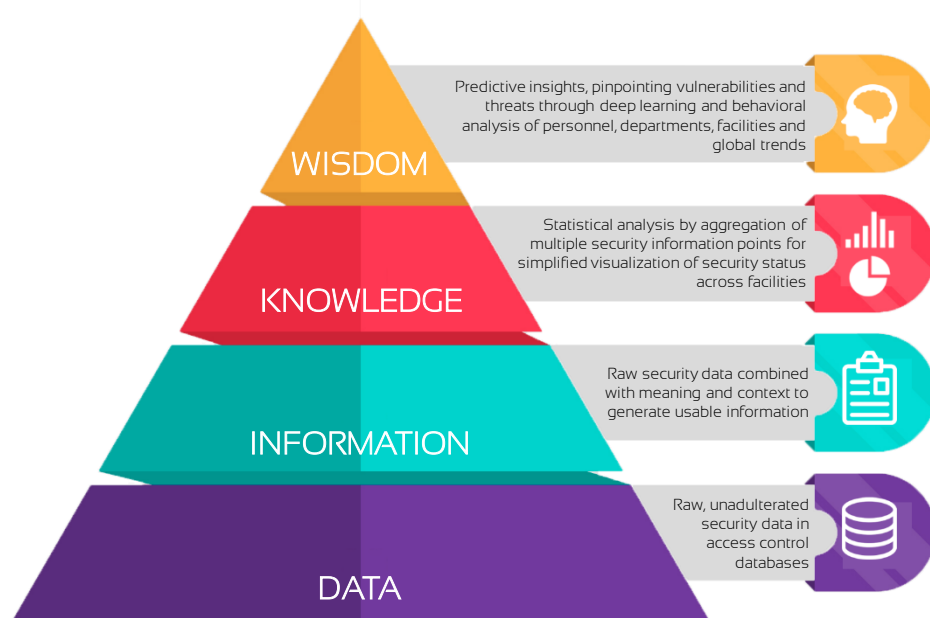 Predictive insights, pinpointing vulnerabilities and
threats through deep learning and behavioral
analysis of personnel, departments, facilities and
global trends
WISDOM
Statistical analysis by aggregation of
multiple security information points for
simplified visualization of security status
across facilities
KNOWLEDGE
Raw security data combined
with meaning and context to
generate usable information
INFORMATION
Raw, unadulterated
security data in
access control
databases
DATA